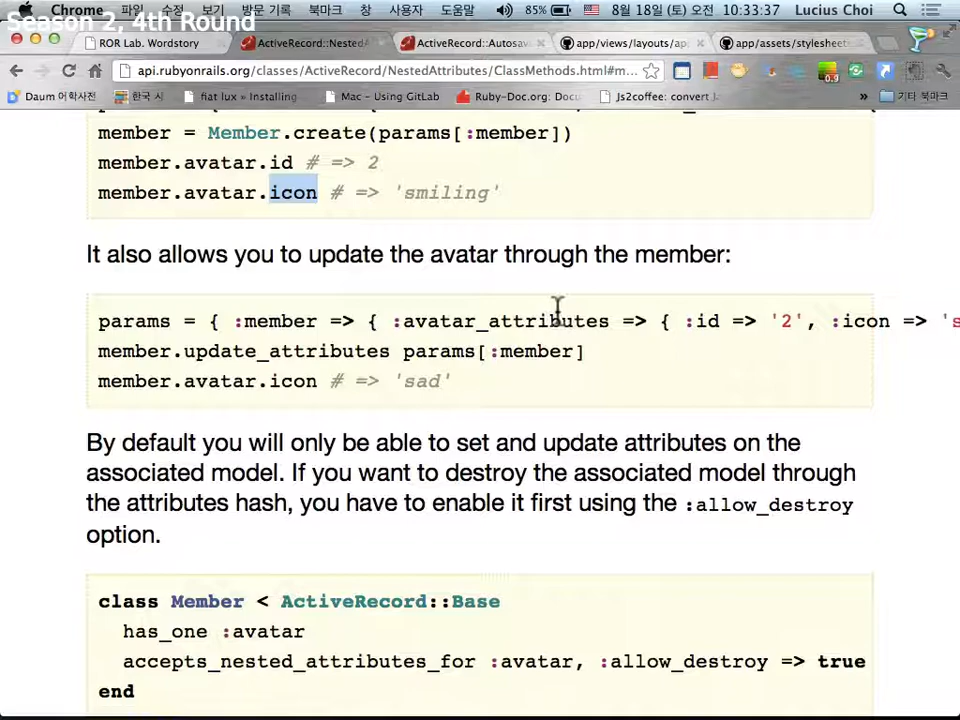 Chrome 파일 수정 보기 방문 기록 북마크 창 사용자 도움말 85% 8월 18일 (토) 오전 10:33:37 Lucius Choi
Season 2, 4th Round
ROR Lab. Wordstory ActiveRecord::Nested ActiveRecord::Autosav app/views/layouts/ap app/assets/stylesheet
api.rubyonrails.org/classes/ActiveRecord/NestedAttributes/ClassMethods.html#m...
Daum 어학사전 한국 시 fiat lux » Installing Mac - Using GitLab Ruby-Doc.org: Docu Js2coffee: convert J » 기타 북마크
member = Member.create(params[:member])
member.avatar.id # => 2
member.avatar.icon # => 'smiling'
It also allows you to update the avatar through the member:
params = { :member => { :avatar_attributes => { :id => '2', :icon => 's
member.update_attributes params[:member]
member.avatar.icon # => 'sad'
By default you will only be able to set and update attributes on the
associated model. If you want to destroy the associated model through
the attributes hash, you have to enable it first using the :allow_destroy
option.
class Member < ActiveRecord::Base
has_one :avatar
accepts_nested_attributes_for :avatar, :allow_destroy => true
end